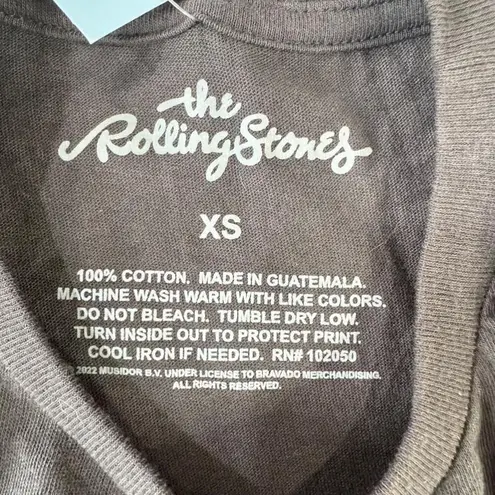 the
Rolling Stones
XS
100% COTTON. MADE IN GUATEMALA.
MACHINE WASH WARM WITH LIKE COLORS.
DO NOT BLEACH. TUMBLE DRY LOW.
TURN INSIDE OUT TO PROTECT PRINT.
COOL IRON IF NEEDED. RN# 102050
© 2022 MUSIDOR B.V. UNDER LICENSE TO BRAVADO MERCHANDISING.
ALL RIGHTS RESERVED.